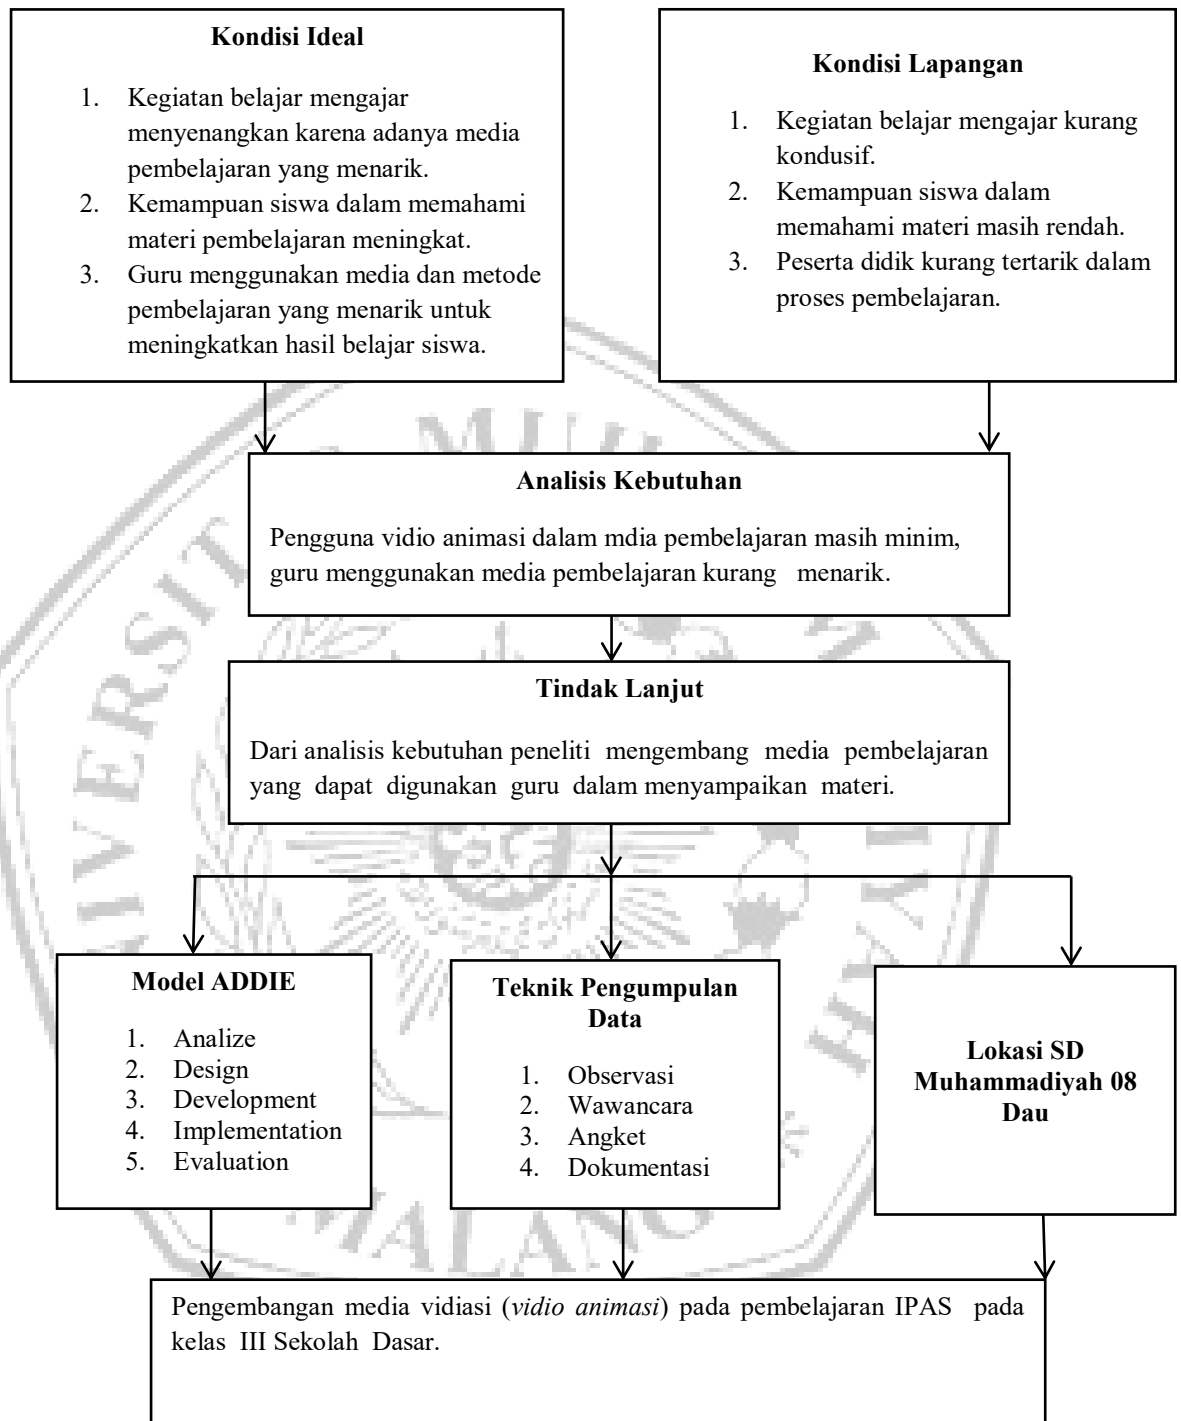 Kondisi Ideal
1. Kegiatan belajar mengajar
menyenangkan karena adanya media
pembelajaran yang menarik.
2. Kemampuan siswa dalam memahami
materi pembelajaran meningkat.
3. Guru menggunakan media dan metode
pembelajaran yang menarik untuk
meningkatkan hasil belajar siswa.
Kondisi Lapangan
1. Kegiatan belajar mengajar kurang
kondusif.
2. Kemampuan siswa dalam
memahami materi masih rendah.
3. Peserta didik kurang tertarik dalam
proses pembelajaran.
Analisis Kebutuhan
Pengguna vidio animasi dalam mdia pembelajaran masih minim,
guru menggunakan media pembelajaran kurang menarik.
Tindak Lanjut
Dari analisis kebutuhan peneliti mengembang media pembelajaran
yang dapat digunakan guru dalam menyampaikan materi.
Model ADDIE
1. Analize
2. Design
3. Development
4. Implementation
5. Evaluation
Teknik Pengumpulan
Data
1. Observasi
2. Wawancara
3. Angket
4. Dokumentasi
Lokasi SD
Muhammadiyah 08
Dau
Pengembangan media vidiasi (vidio animasi) pada pembelajaran IPAS pada
kelas III Sekolah Dasar.
MALANG